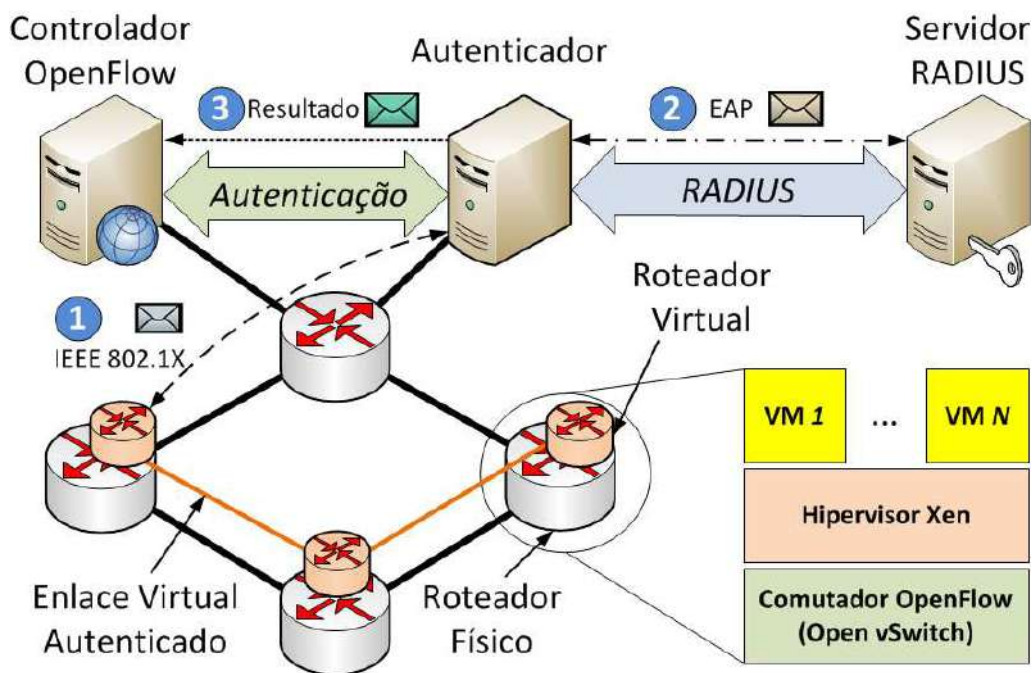 Controlador
OpenFlow
Autenticador
Servidor
RADIUS
3 Resultado
2 EAP
Autenticação
RADIUS
1
IEEE 802.1X
Roteador
Virtual
VM 1
...
VM N
Hipervisor Xen
Enlace Virtual
Autenticado
Roteador
Físico
Comutador OpenFlow
(Open vSwitch)